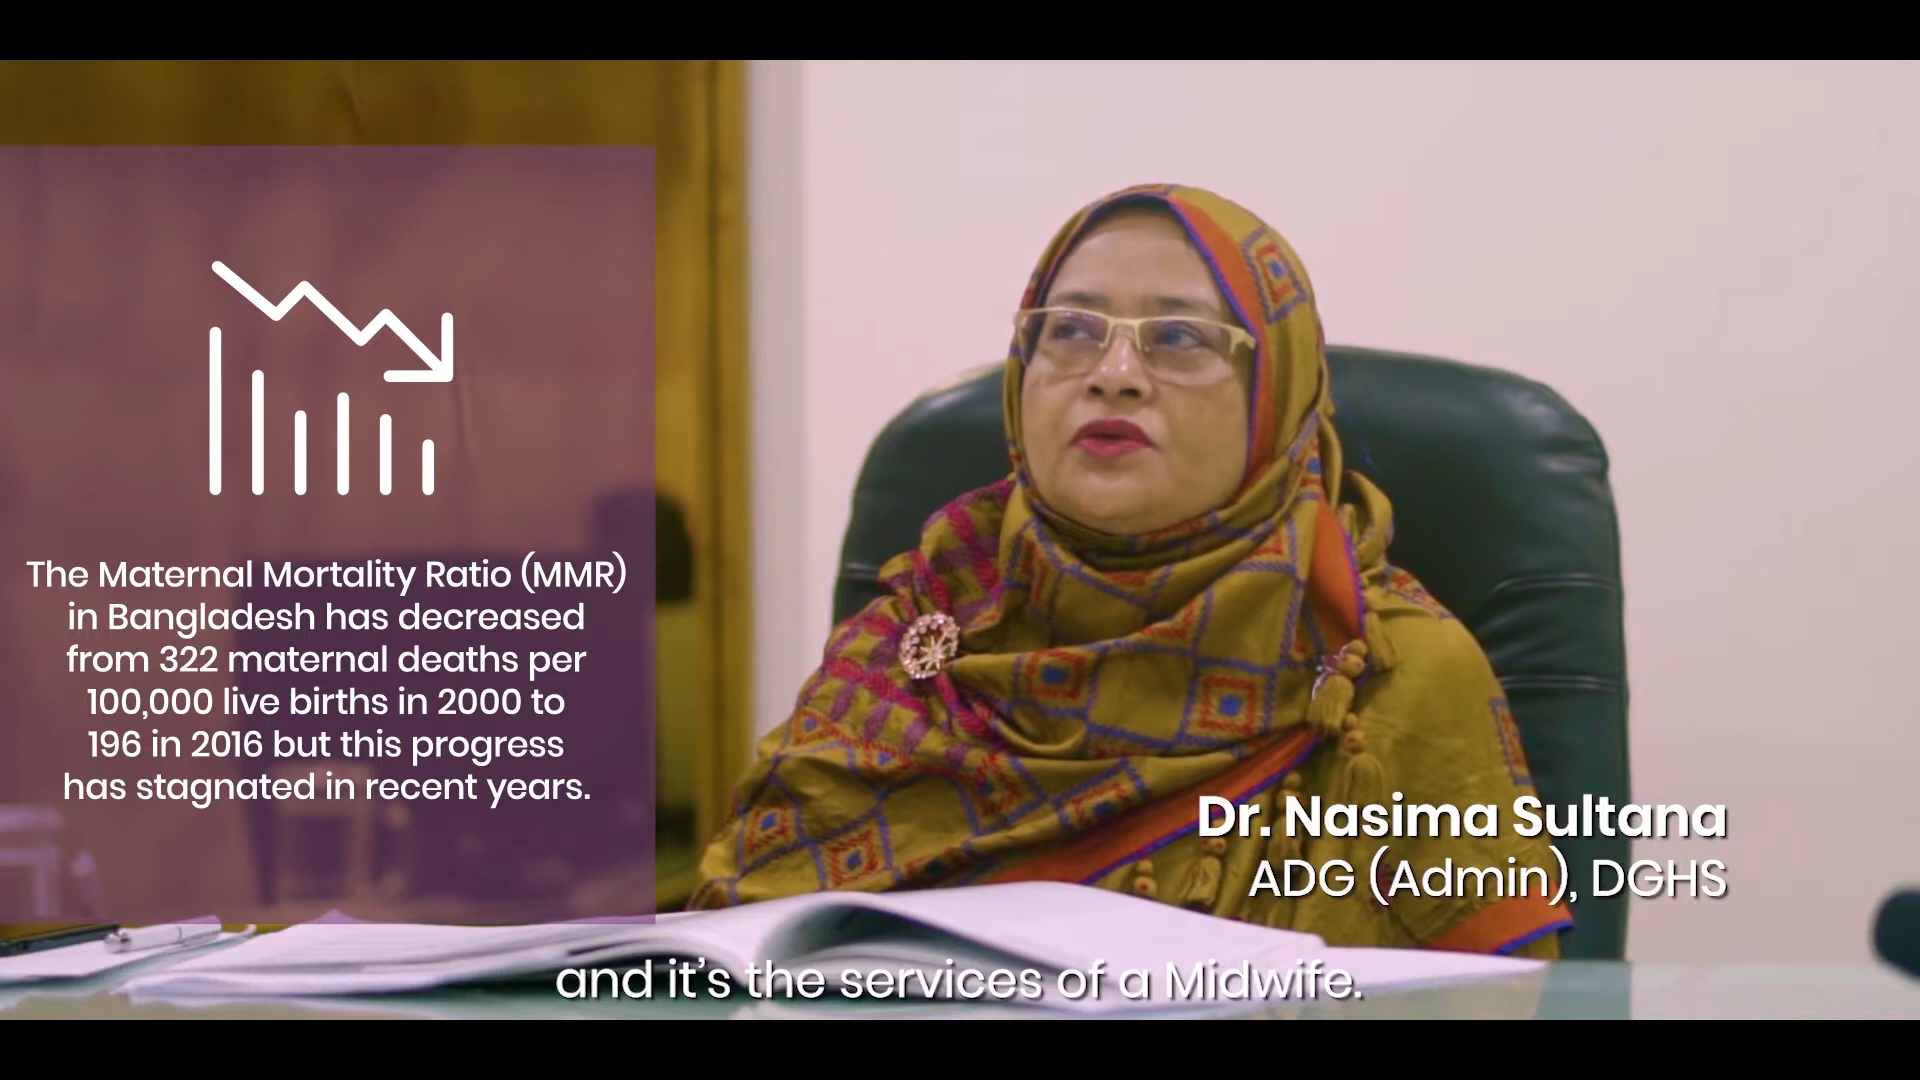 The Maternal Mortality Ratio (MMR)
in Bangladesh has decreased
from 322 maternal deaths per
100,000 live births in 2000 to
196 in 2016 but this progress
has stagnated in recent years.
Dr. Nasima Sultana
ADG (Admin), DGHS
and it's the services of a Midwife.